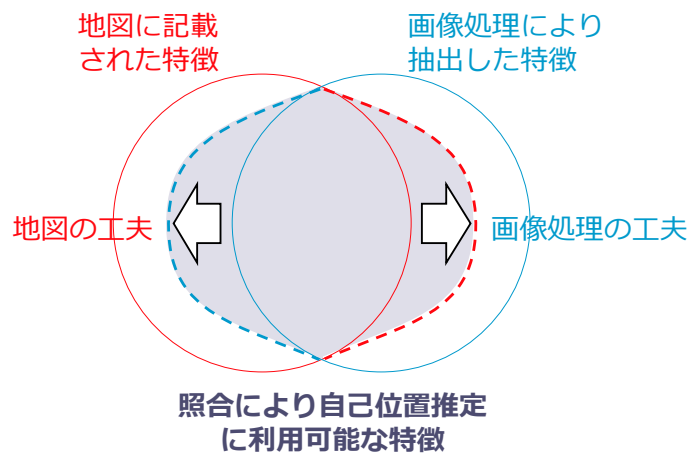 地図に記載
された特徴
画像処理により
抽出した特徴
地図の工夫
画像処理の工夫
照合により自己位置推定
に利用可能な特徴